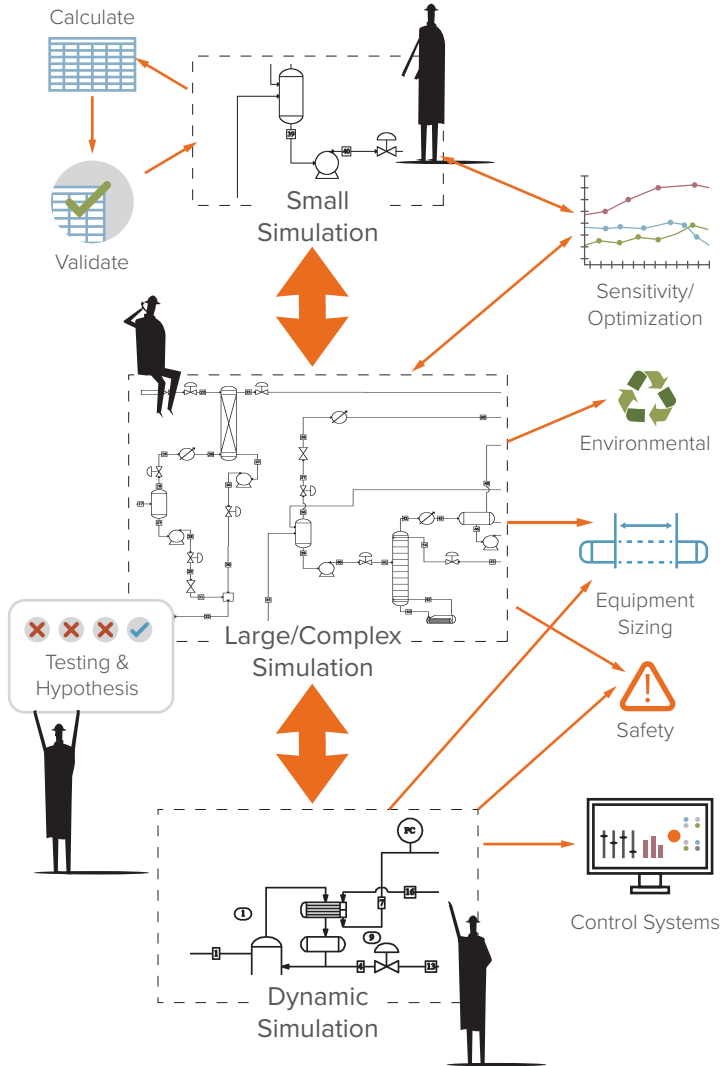 Calculate
39
40
Small
Simulation
Validate
Sensitivity/
Optimization
Environmental
Equipment
Sizing
Large/Complex
Simulation
Testing &
Hypothesis
Safety
PC
1
16
7
9
1
4
13
Control Systems
Dynamic
Simulation